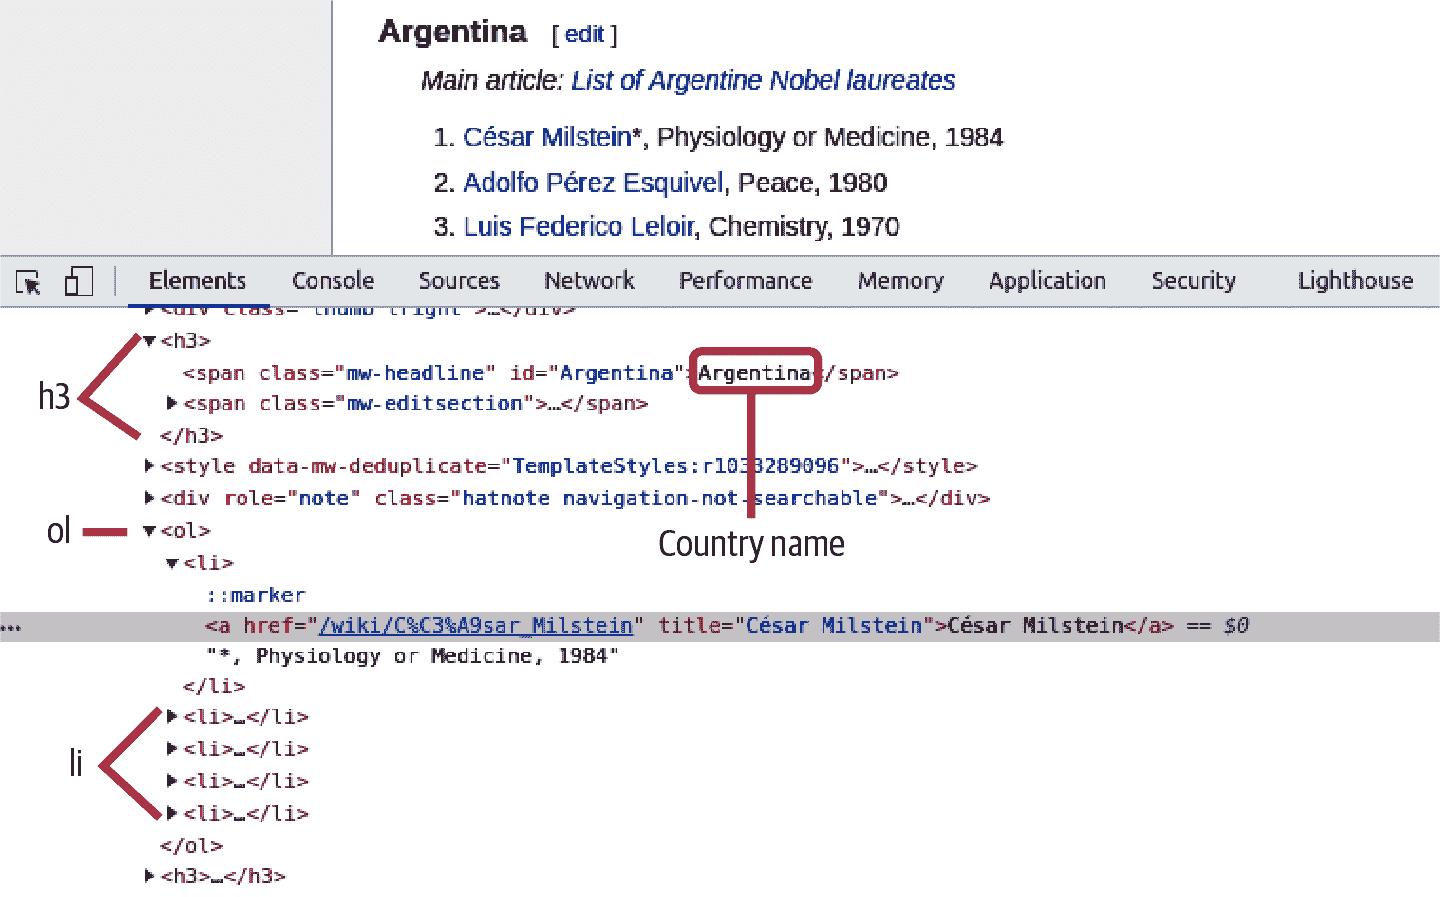 Argentina [ edit ]
Main article: List of Argentine Nobel laureates
1. César Milstein*, Physiology or Medicine, 1984
2. Adolfo Pérez Esquivel, Peace, 1980
3. Luis Federico Leloir, Chemistry, 1970
Elements Console Sources Network Performance Memory Application Security Lighthouse
<div class="thumb tright">…</div>
<h3>
<span class="mw-headline" id="Argentina">Argentina</span>
h3
<span class="mw-editsection">…</span>
</h3>
<style data-mw-deduplicate="TemplateStyles:r1033289096">…</style>
<div role="note" class="hatnote navigation-not-searchable">…</div>
ol <ol>
Country name
<li>
::marker
<a href="/wiki/C%C3%A9sar_Milstein" title="César Milstein">César Milstein</a> == $0
"*, Physiology or Medicine, 1984"
</li>
<li>…</li>
<li>…</li>
li
<li>…</li>
<li>…</li>
</ol>
<h3>…</h3>